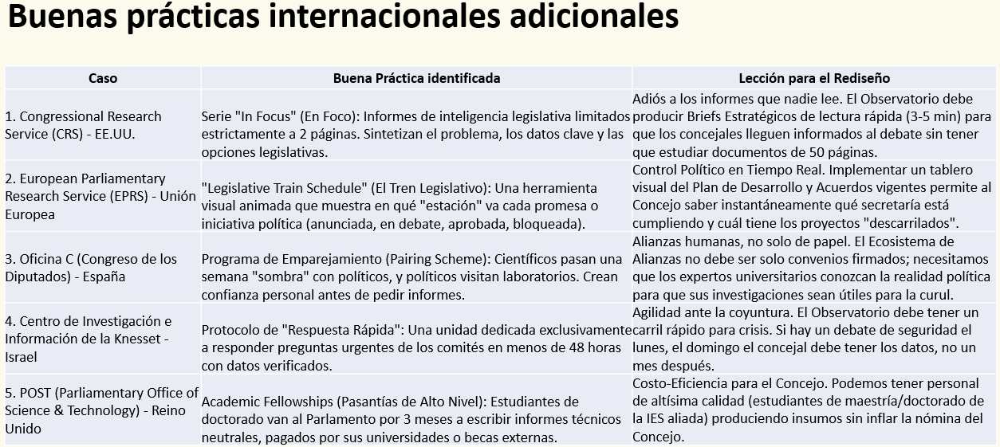 Buenas prácticas internacionales adicionales
Caso
Buena Práctica identificada
Lección para el Rediseño
1. Congressional Research
Service (CRS) - EE.UU.
Serie "In Focus" (En Foco): Informes de inteligencia legislativa limitados
estrictamente a 2 páginas. Sintetizan el problema, los datos clave y las
opciones legislativas.
Adiós a los informes que nadie lee. El Observatorio debe
producir Briefs Estratégicos de lectura rápida (3-5 min) para
que los concejales lleguen informados al debate sin tener
que estudiar documentos de 50 páginas.
2. European Parliamentary
Research Service (EPRS) - Unión
Europea
"Legislative Train Schedule" (El Tren Legislativo): Una herramienta
visual animada que muestra en qué "estación" va cada promesa o
iniciativa política (anunciada, en debate, aprobada, bloqueada).
Control Político en Tiempo Real. Implementar un tablero
visual del Plan de Desarrollo y Acuerdos vigentes permite al
Concejo saber instantáneamente qué secretaría está
cumpliendo y cuál tiene los proyectos "descarrilados".
3. Oficina C (Congreso de los
Diputados) - España
Programa de Emparejamiento (Pairing Scheme): Científicos pasan una
semana "sombra" con políticos, y políticos visitan laboratorios. Crean
confianza personal antes de pedir informes.
Alianzas humanas, no solo de papel. El Ecosistema de
Alianzas no debe ser solo convenios firmados; necesitamos
que los expertos universitarios conozcan la realidad política
para que sus investigaciones sean útiles para la curul.
4. Centro de Investigación e
Información de la Knesset -
Israel
Protocolo de "Respuesta Rápida": Una unidad dedicada exclusivamente
a responder preguntas urgentes de los comités en menos de 48 horas
con datos verificados.
Agilidad ante la coyuntura. El Observatorio debe tener un
carril rápido para crisis. Si hay un debate de seguridad el
lunes, el domingo el concejal debe tener los datos, no un
mes después.
5. POST (Parliamentary Office of
Science & Technology) - Reino
Unido
Academic Fellowships (Pasantías de Alto Nivel): Estudiantes de
doctorado van al Parlamento por 3 meses a escribir informes técnicos
neutrales, pagados por sus universidades o becas externas.
Costo-Eficiencia para el Concejo. Podemos tener personal
de altísima calidad (estudiantes de maestría/doctorado de
la IES aliada) produciendo insumos sin inflar la nómina del
Concejo.